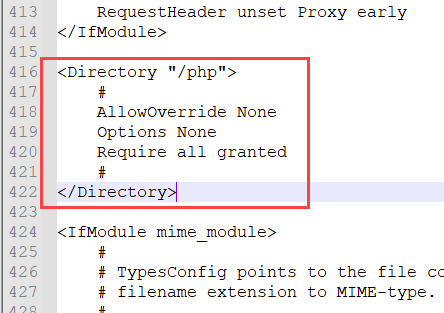 413 RequestHeader unset Proxy early
414 </IfModule>
415
416 <Directory "/php">
417 #
418 AllowOverride None
419 Options None
420 Require all granted
421 #
422 </Directory>
423
424 <IfModule mime_module>
425 #
426 # TypesConfig points to the file co
427 # filename extension to MIME-type.
428 #